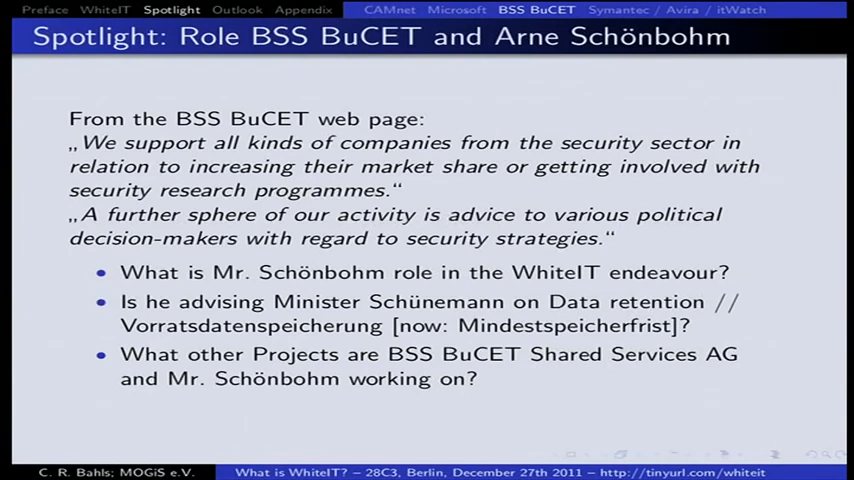 Preface WhiteIT Spotlight Outlook Appendix CAMnet Microsoft BSS BuCET Symantec / Avira / itWatch
Spotlight: Role BSS BuCET and Arne Schönbohm
From the BSS BuCET web page:
„We support all kinds of companies from the security sector in
relation to increasing their market share or getting involved with
security research programmes.“
„A further sphere of our activity is advice to various political
decision-makers with regard to security strategies.“
• What is Mr. Schönbohm role in the WhiteIT endeavour?
• Is he advising Minister Schünemann on Data retention //
Vorratsdatenspeicherung [now: Mindestspeicherfrist]?
• What other Projects are BSS BuCET Shared Services AG
and Mr. Schönbohm working on?
C. R. Bahls; MOGiS e.V. What is WhiteIT? – 28C3, Berlin, December 27th 2011 – http://tinyurl.com/whiteit